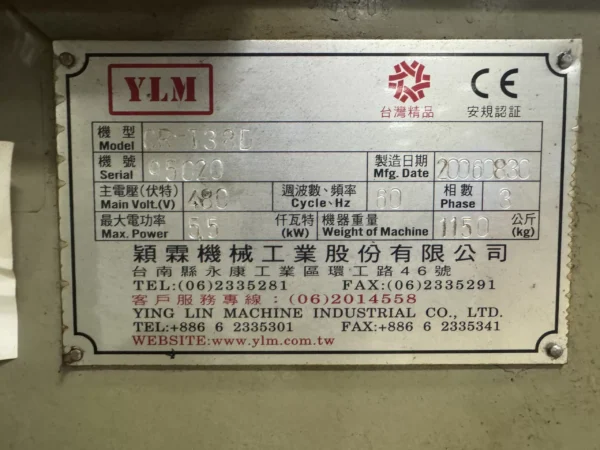 YLM
台灣精品
CE
安規認証
機型 Model
機號 Serial 95C20 製造日期 Mfg. Date 20060830
主電壓(伏特) Main Volt.(V) 480 週波數、頻率 Cycle、Hz 60 相數 Phase 3
最大電功率 Max. Power 5.5 仟瓦特 (kW) 機器重量 Weight of Machine 1150 公斤 (kg)
穎霖機械工業股份有限公司
台南縣永康工業區環工路46號
TEL:(06)2335281 FAX:(06)2335291
客戶服務專線:(06)2014558
YING LIN MACHINE INDUSTRIAL CO., LTD.
TEL:+886 6 2335301 FAX:+886 6 2335341
WEBSITE:www.ylm.com.tw